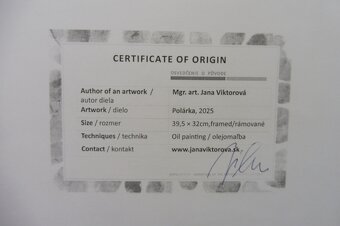 CERTIFICATE OF ORIGIN
OSVEDČENIE O PÔVODE
Author of an artwork / Mgr. art. Jana Viktorová
autor diela
Artwork / dielo Polárka, 2025
Size / rozmer 39,5 × 32cm,framed/rámované
Techniques / technika Oil painting / olejomaľba
Contact / kontakt www.janaviktorova.sk